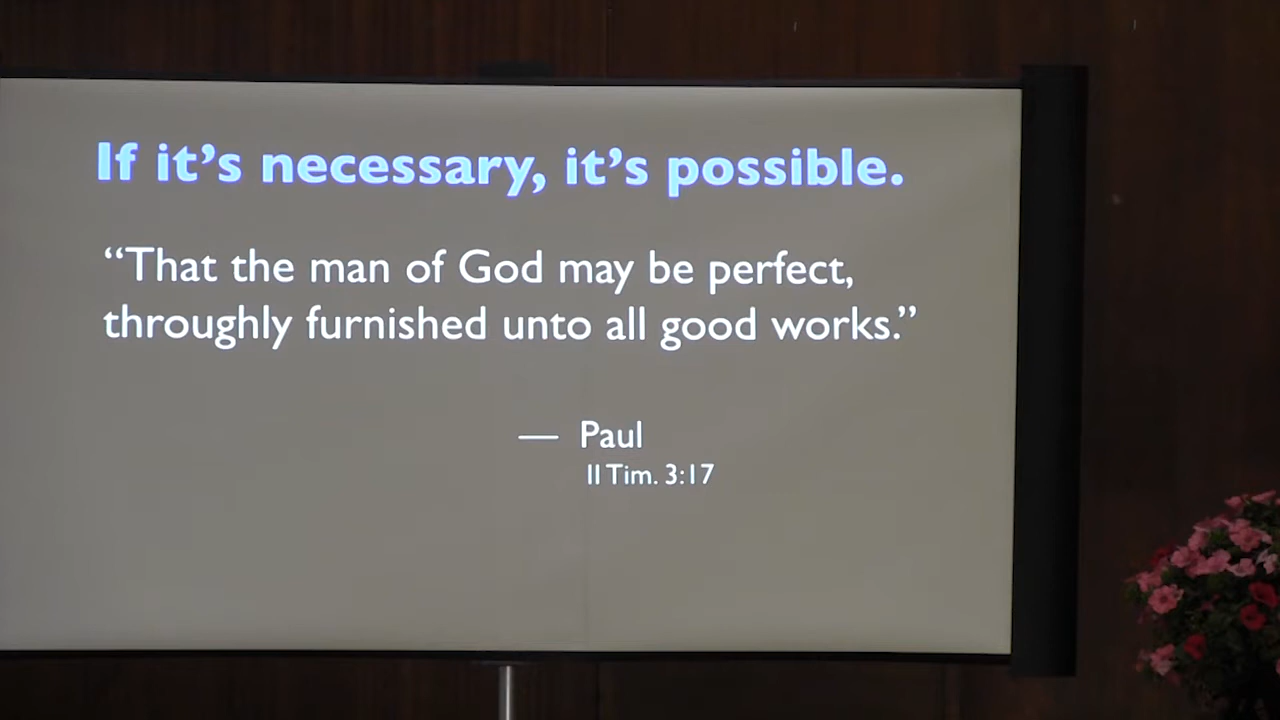 If it’s necessary, it’s possible.
“That the man of God may be perfect,
throughly furnished unto all good works.”
— Paul
II Tim. 3:17